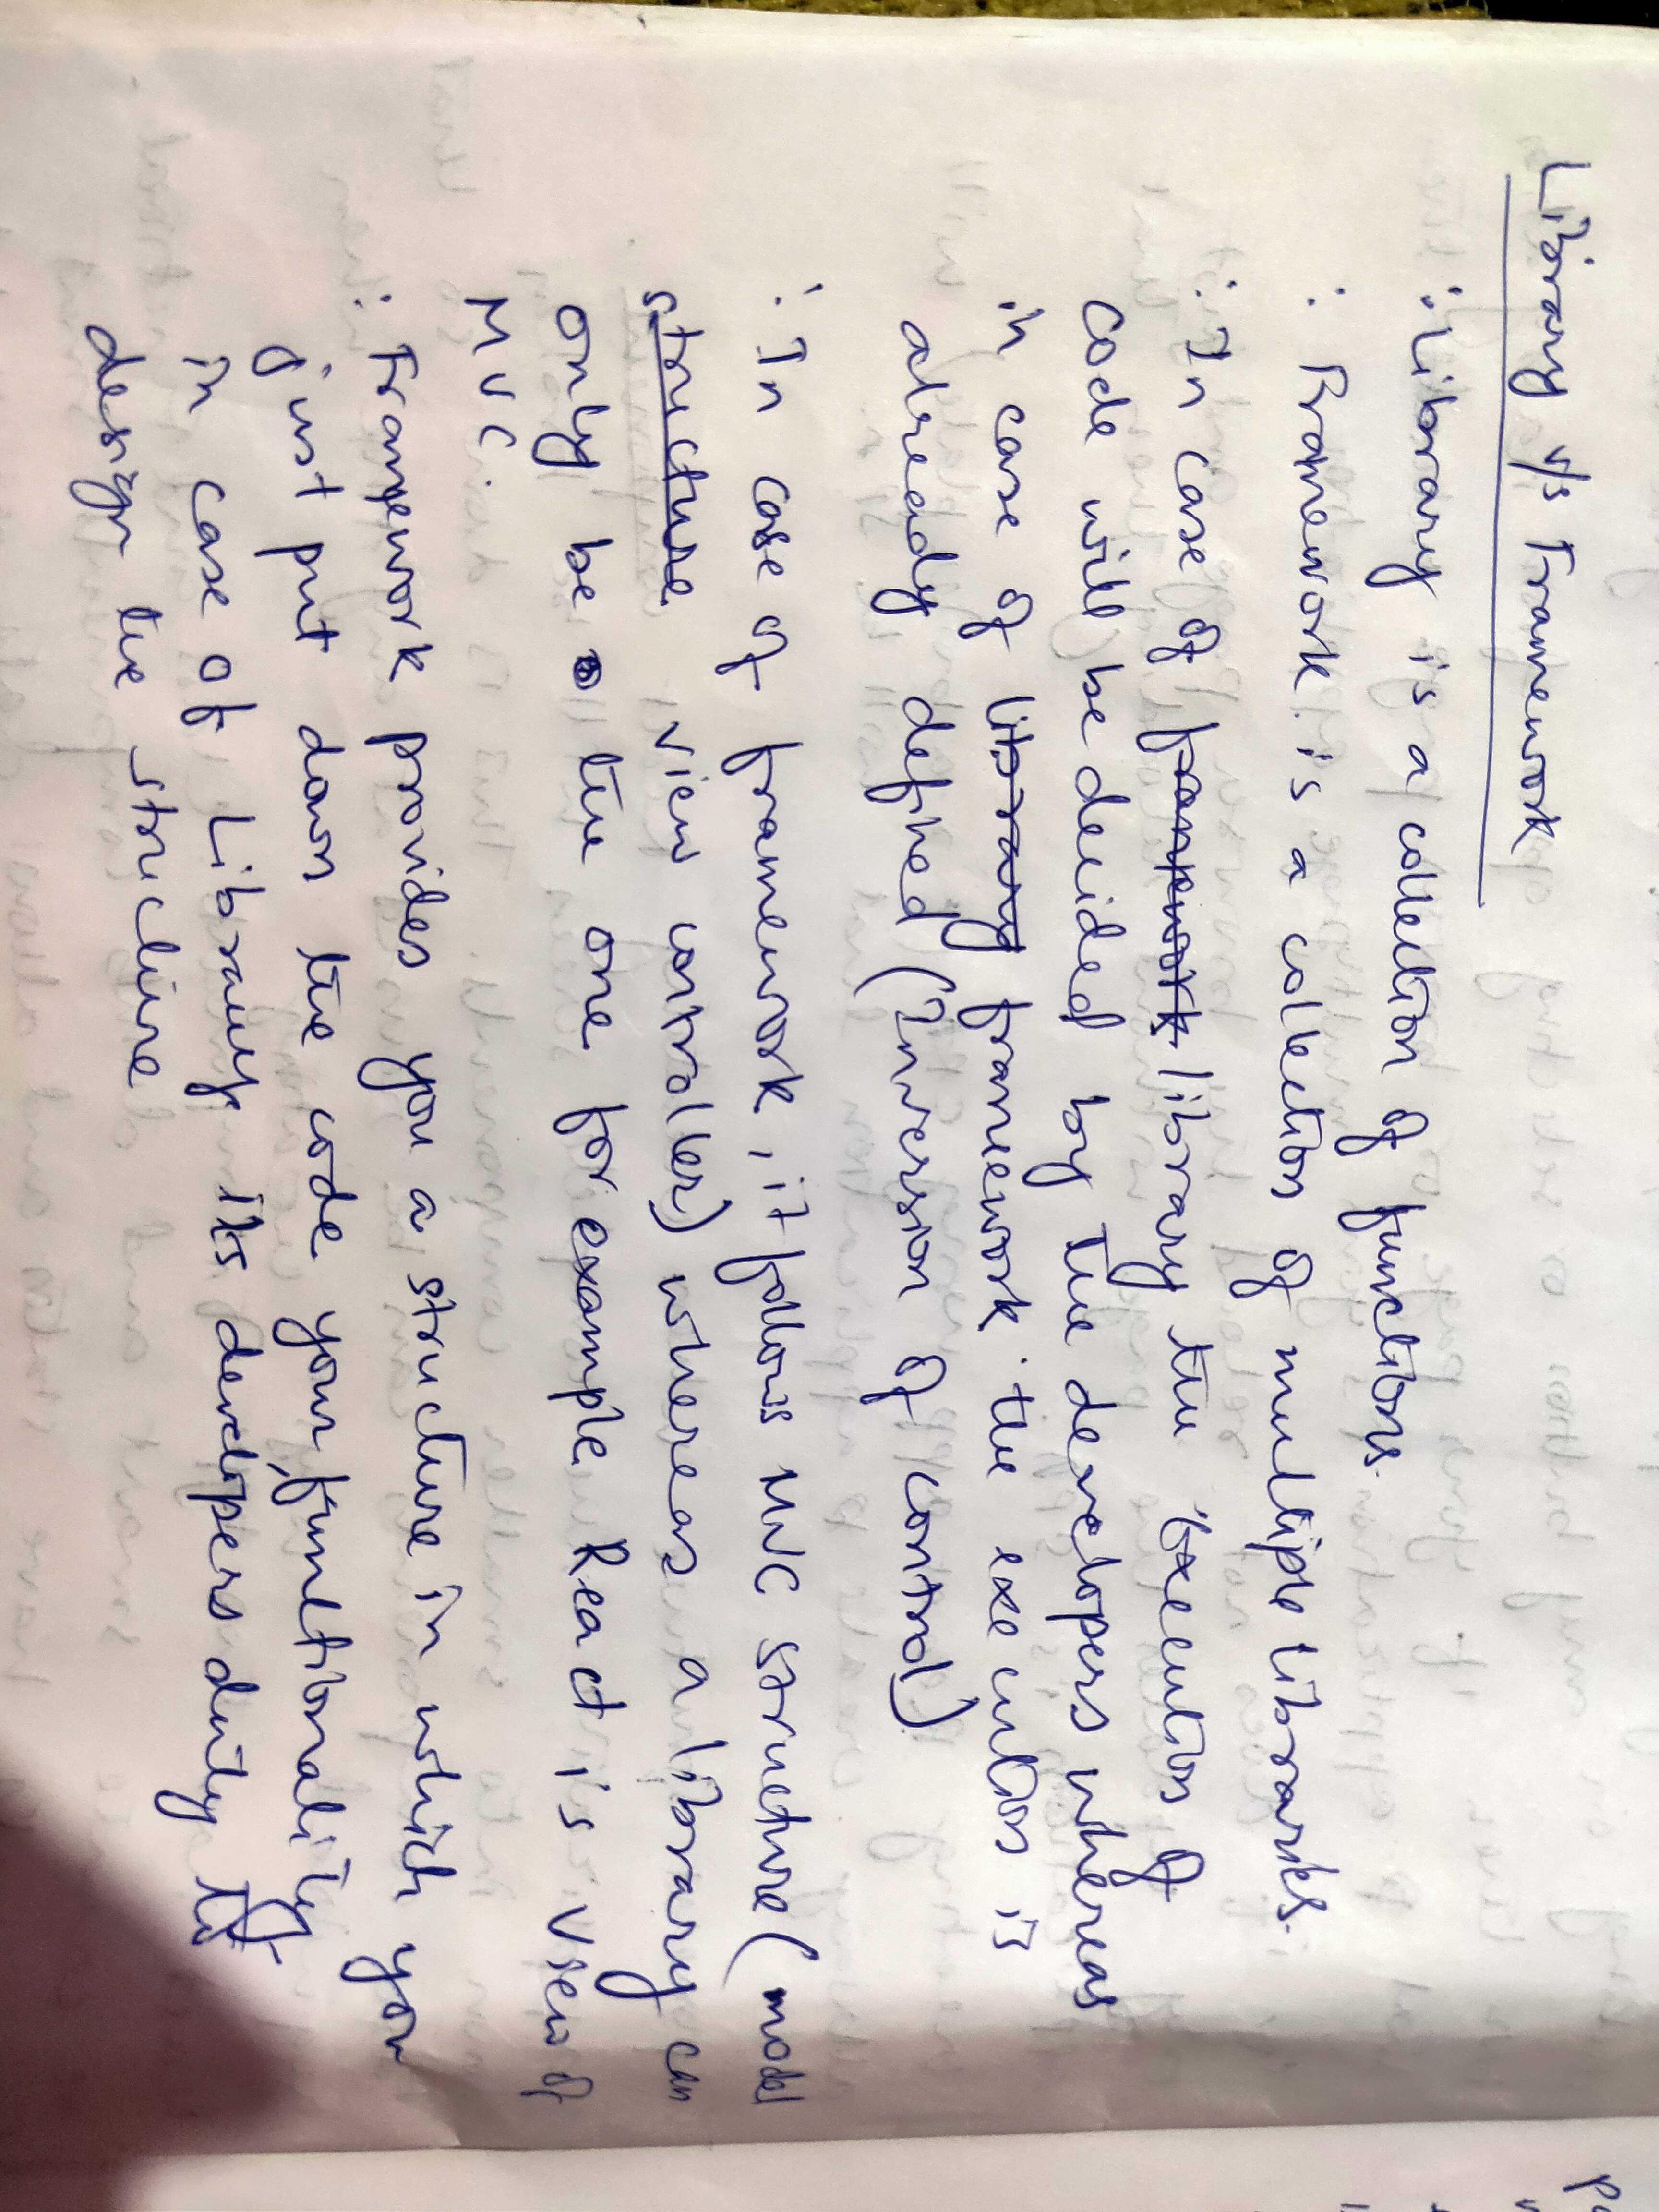 Library v/s Framework
: Library is a collection of functions.
: Framework is a collection of multiple libraries.
: In case of framework library the Execution of
code will be decided by the developers whereas
in case of library framework the execution is
already defined (Inversion of control)
: In case of framework, it follows MVC structure (model
structure view controller) whereas a library can
only be the one for example React is View of
MVC.
: Framework provides you a structure in which you
just put down the code your functionality
in case of Library its developers duty to
design the structure